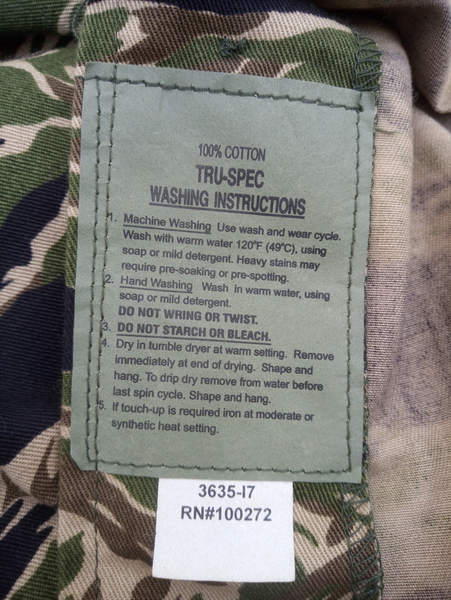 100% COTTON
TRU-SPEC
WASHING INSTRUCTIONS
1. Machine Washing Use wash and wear cycle.
Wash with warm water 120°F (49°C), using
soap or mild detergent. Heavy stains may
require pre-soaking or pre-spotting.
2. Hand Washing Wash in warm water, using
soap or mild detergent.
DO NOT WRING OR TWIST.
3. DO NOT STARCH OR BLEACH.
4. Dry in tumble dryer at warm setting. Remove
immediately at end of drying. Shape and
hang. To drip dry remove from water before
last spin cycle. Shape and hang.
5. If touch-up is required iron at moderate or
synthetic heat setting.
3635-I7
RN#100272